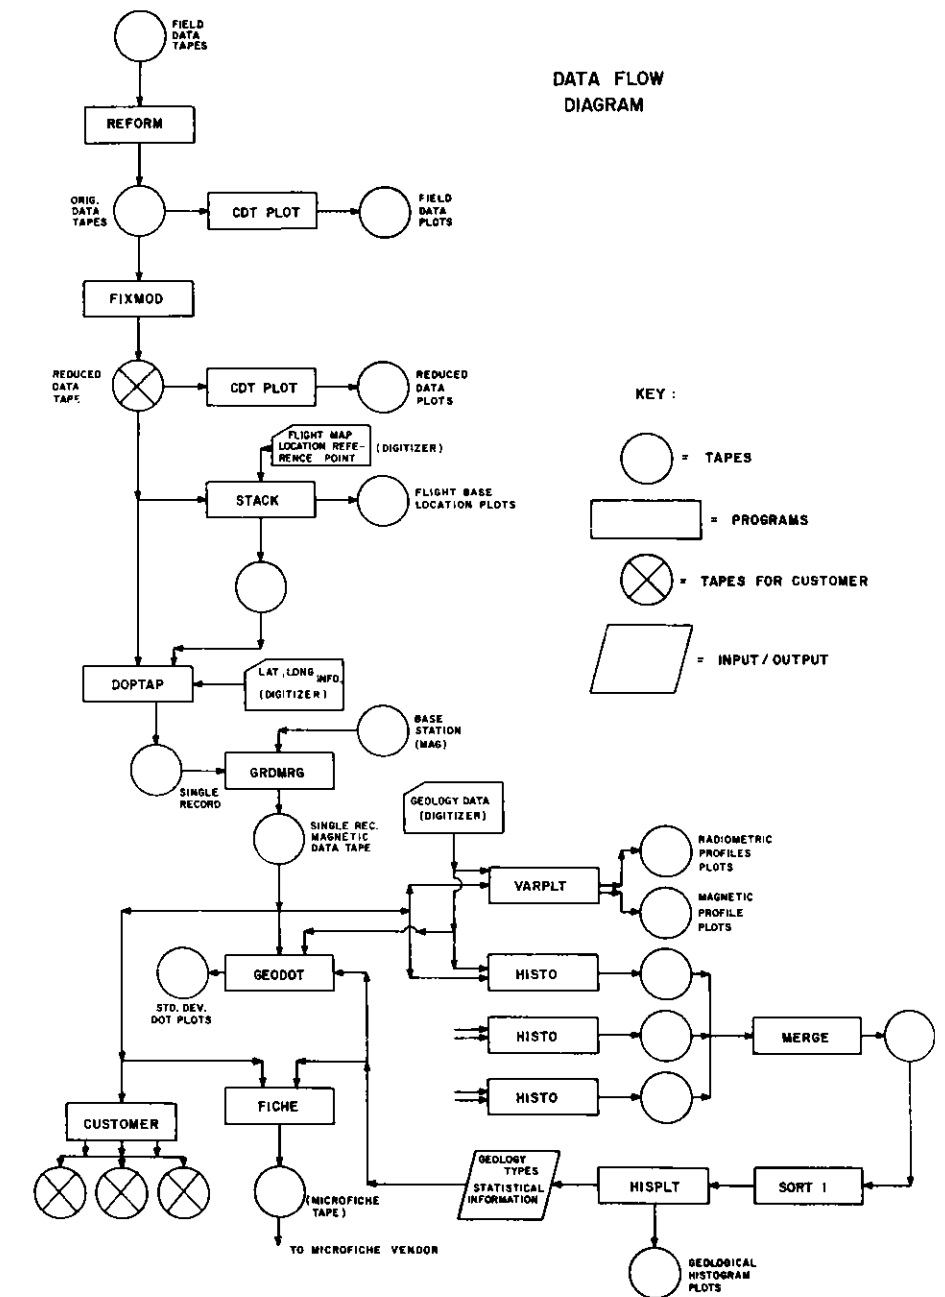 FIELD
DATA
TAPES
DATA FLOW
DIAGRAM
REFORM
ORIG.
DATA
TAPES
CDT PLOT
FIELD
DATA
PLOTS
FIXMOD
REDUCED
DATA
TAPE
CDT PLOT
REDUCED
DATA
PLOTS
KEY :
FLIGHT MAP
LOCATION REFE-
RENCE POINT
(DIGITIZER)
= TAPES
STACK
FLIGHT BASE
LOCATION PLOTS
= PROGRAMS
= TAPES FOR CUSTOMER
= INPUT / OUTPUT
DOPTAP
LAT., LONG INFO.
(DIGITIZER)
BASE
STATION
(MAG)
SINGLE
RECORD
GRDMRG
SINGLE REC.
MAGNETIC
DATA TAPE
GEOLOGY DATA
(DIGITIZER)
VARPLT
RADIOMETRIC
PROFILES
PLOTS
MAGNETIC
PROFILE
PLOTS
STD. DEV.
DOT PLOTS
GEODOT
HISTO
HISTO
MERGE
HISTO
FICHE
CUSTOMER
(MICROFICHE
TAPE)
TO MICROFICHE VENDOR
GEOLOGY
TYPES
STATISTICAL
INFORMATION
HISPLT
SORT I
GEOLOGICAL
HISTOGRAM
PLOTS